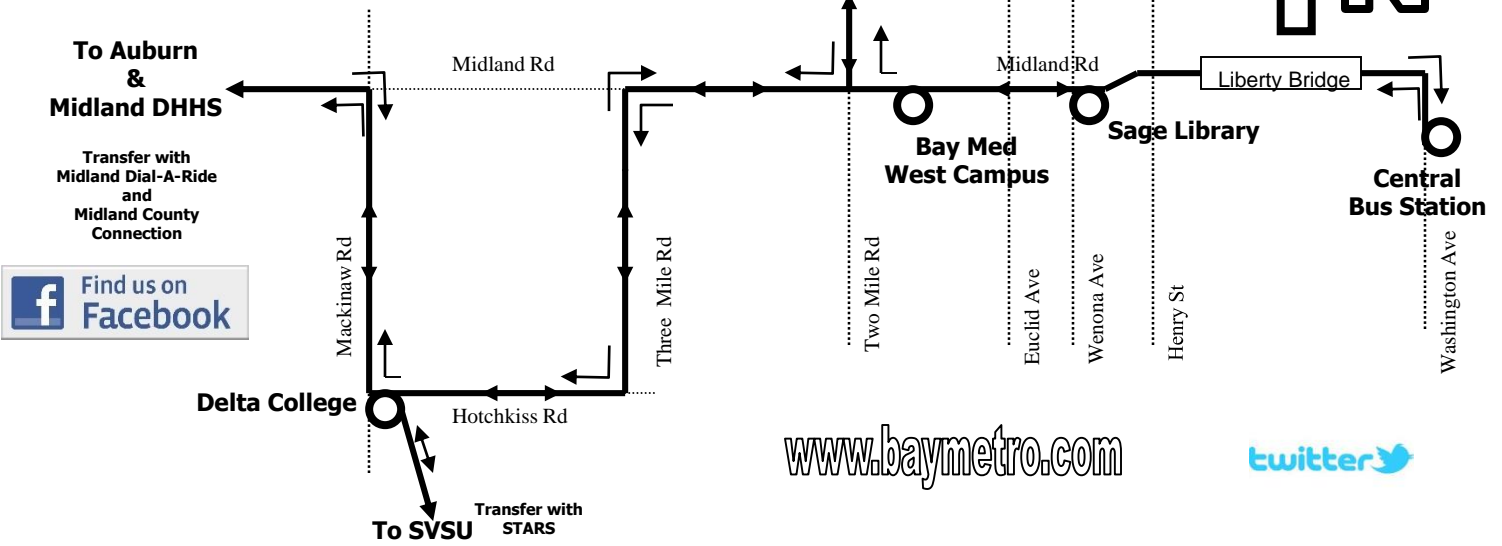 To Auburn
&
Midland DHHS
Transfer with
Midland Dial-A-Ride
and
Midland County
Connection
Find us on
Facebook
Midland Rd
Midland Rd
Liberty Bridge
Bay Med
West Campus
Sage Library
Central
Bus Station
Mackinaw Rd
Three Mile Rd
Two Mile Rd
Euclid Ave
Wenona Ave
Henry St
Washington Ave
Delta College
Hotchkiss Rd
To SVSU
Transfer with
STARS
www.baymetro.com
twitter